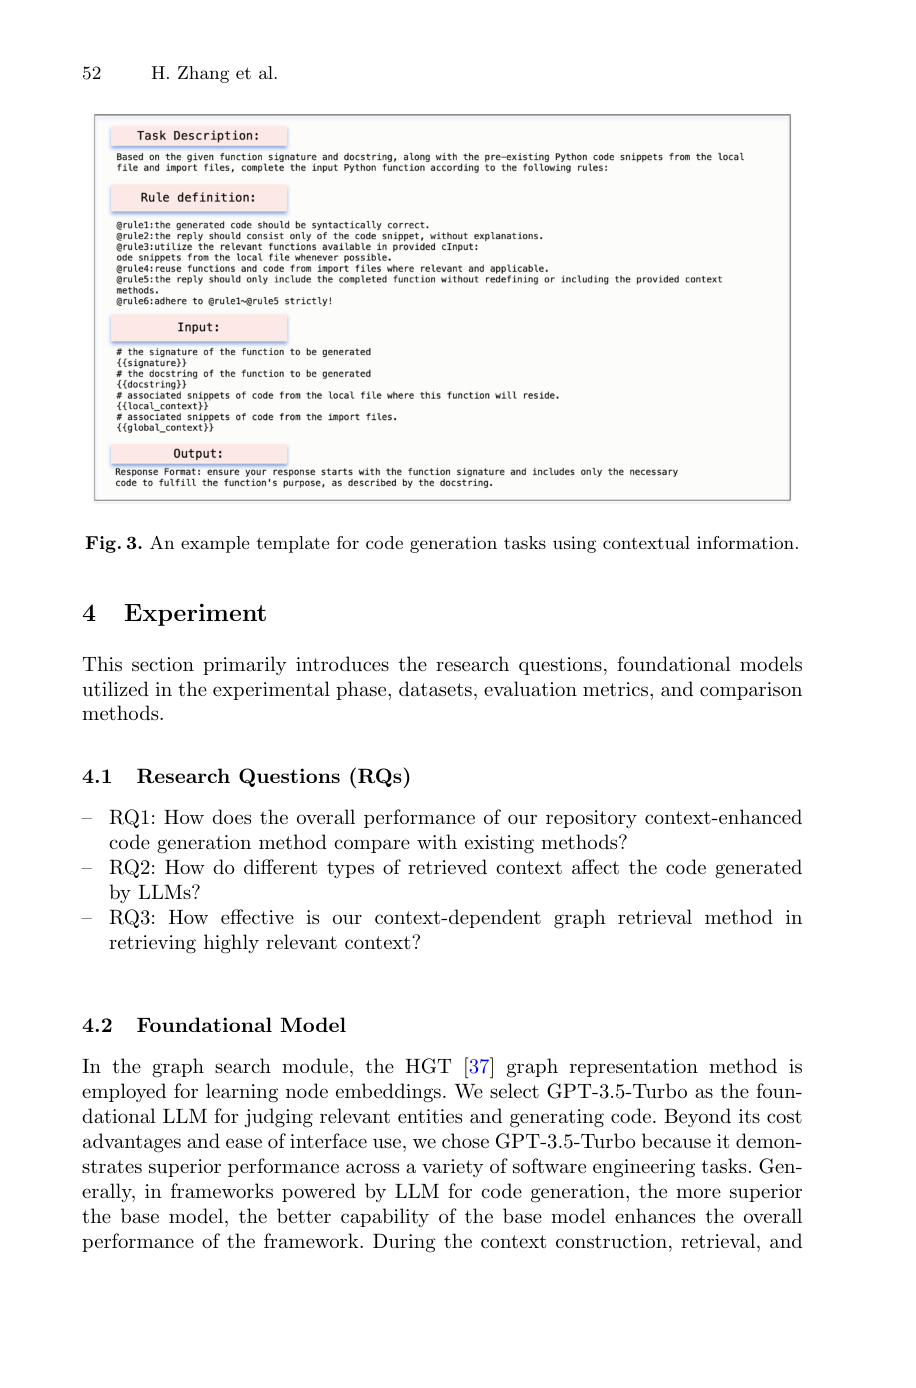 52 H. Zhang et al.
Task Description:
Based on the given function signature and docstring, along with the pre-existing Python code snippets from the local
file and import files, complete the input Python function according to the following rules:
Rule definition:
@rule1:the generated code should be syntactically correct.
@rule2:the reply should consist only of the code snippet, without explanations.
@rule3:utilize the relevant functions available in provided cInput:
ode snippets from the local file whenever possible.
@rule4:reuse functions and code from import files where relevant and applicable.
@rule5:the reply should only include the completed function without redefining or including the provided context
methods.
@rule6:adhere to @rule1~@rule5 strictly!
Input:
# the signature of the function to be generated
{{signature}}
# the docstring of the function to be generated
{{docstring}}
# associated snippets of code from the local file where this function will reside.
{{local_context}}
# associated snippets of code from the import files.
{{global_context}}
Output:
Response Format: ensure your response starts with the function signature and includes only the necessary
code to fulfill the function's purpose, as described by the docstring.
Fig. 3. An example template for code generation tasks using contextual information.
4 Experiment
This section primarily introduces the research questions, foundational models
utilized in the experimental phase, datasets, evaluation metrics, and comparison
methods.
4.1 Research Questions (RQs)
– RQ1: How does the overall performance of our repository context-enhanced
code generation method compare with existing methods?
– RQ2: How do different types of retrieved context affect the code generated
by LLMs?
– RQ3: How effective is our context-dependent graph retrieval method in
retrieving highly relevant context?
4.2 Foundational Model
In the graph search module, the HGT [37] graph representation method is
employed for learning node embeddings. We select GPT-3.5-Turbo as the foun-
dational LLM for judging relevant entities and generating code. Beyond its cost
advantages and ease of interface use, we chose GPT-3.5-Turbo because it demon-
strates superior performance across a variety of software engineering tasks. Gen-
erally, in frameworks powered by LLM for code generation, the more superior
the base model, the better capability of the base model enhances the overall
performance of the framework. During the context construction, retrieval, and